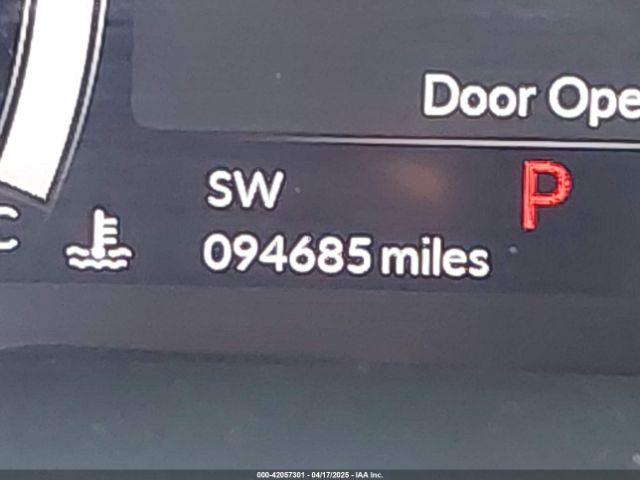 Door Ope
SW
P
C
094685 miles
000-42057301 - 04/17/2025 - IAA Inc.